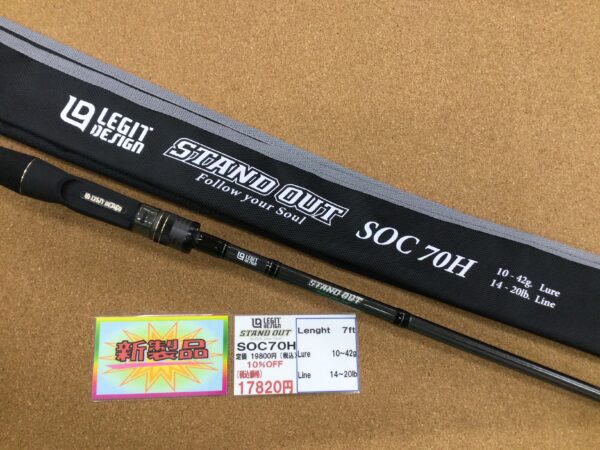 LEGIT
DESIGN
STAND OUT
Follow your Soul
SOC 70H
10 - 42g. Lure
14 - 20lb. Line
LEGIT DESIGN
LEGIT
DESIGN
STAND OUT
新製品
LEGIT
DESIGN
STAND OUT
SOC70H
定価 19800円(税込)
10%OFF
(税込価格)
17820円
Lenght 7ft
Lure 10~42g
Line 14~20lb